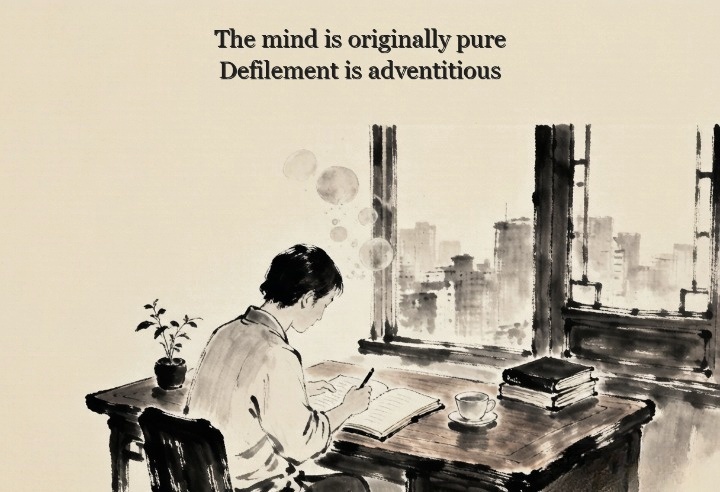 The mind is originally pure
Defilement is adventitious